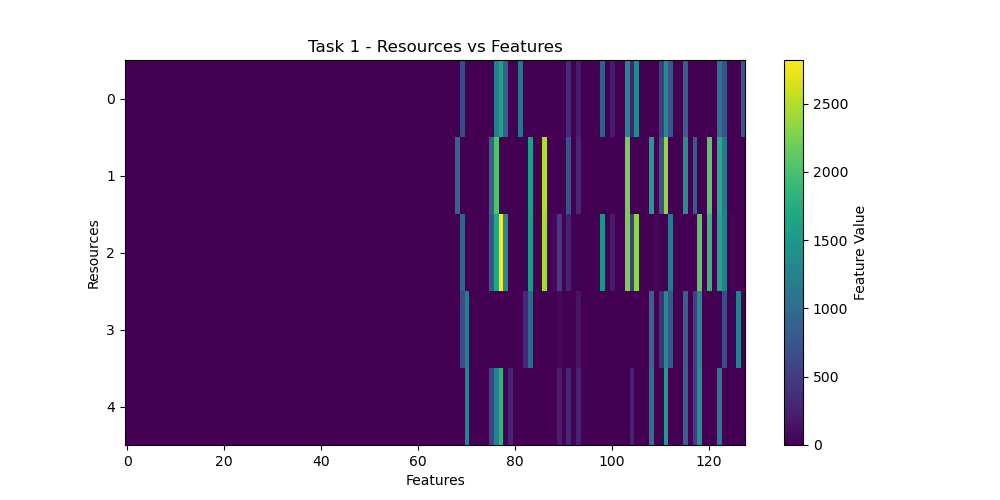 Task 1 - Resources vs Features
Resources
0
1
2
3
4
0 20 40 60 80 100 120
Features
2500
2000
1500
1000
500
0
Feature Value